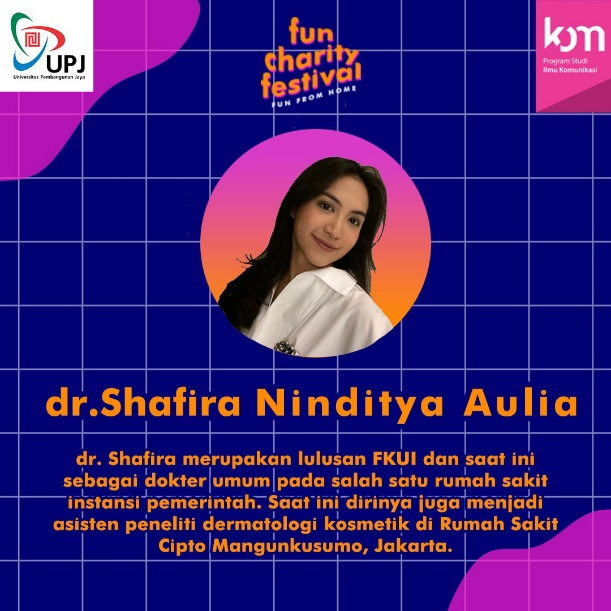 UPJ
Universitas Pembangunan Jaya
fun
charity
festival
FUN FROM HOME
kom
Program Studi
Ilmu Komunikasi
dr.Shafira Ninditya Aulia
dr. Shafira merupakan lulusan FKUI dan saat ini
sebagai dokter umum pada salah satu rumah sakit
instansi pemerintah. Saat ini dirinya juga menjadi
asisten peneliti dermatologi kosmetik di Rumah Sakit
Cipto Mangunkusumo, Jakarta.